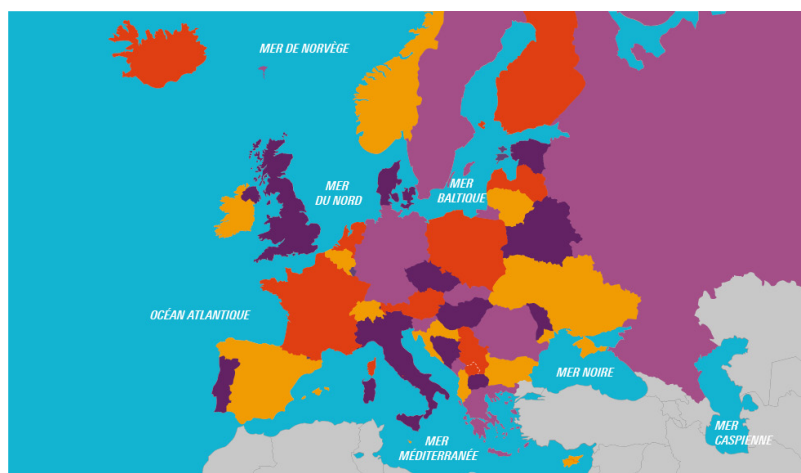 MER DE NORVÈGE
MER
DU NORD
MER
BALTIQUE
OCÉAN ATLANTIQUE
MER NOIRE
MER
CASPIENNE
MER
MÉDITERRANÉE